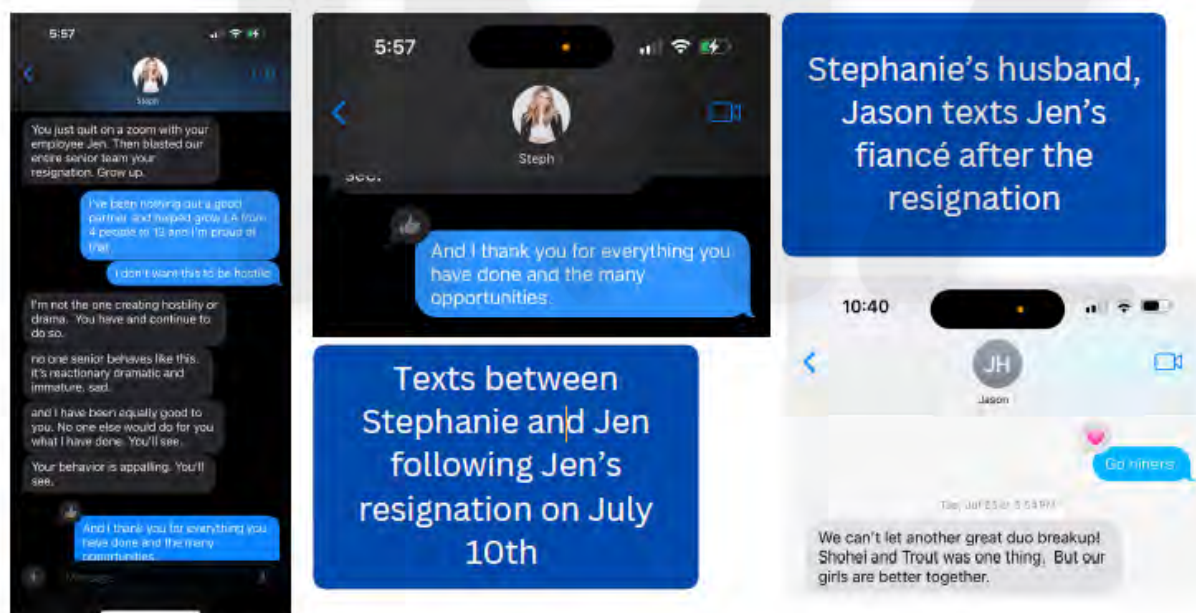 5:57
Steph
You just quit on a zoom with your
employee Jen. Then blasted our
entire senior team your
resignation. Grow up.
I've been nothing but a good
partner and helped grow LA from
4 people to 13 and I'm proud of
that
I don't want this to be hostile
I'm not the one creating hostility or
drama. You have and continue to
do so.
no one senior behaves like this.
it's reactionary dramatic and
immature. sad.
and I have been equally good to
you. No one else would do for you
what I have done. You'll see.
Your behavior is appalling. You'll
see.
And I thank you for everything you
have done and the many
opportunities.
Message
5:57
Steph
see.
And I thank you for everything you
have done and the many
opportunities.
Texts between
Stephanie and Jen
following Jen's
resignation on July
10th
Stephanie's husband,
Jason texts Jen's
fiancé after the
resignation
10:40
JH
Jason
Go niners
We can't let another great duo breakup!
Shohei and Trout was one thing. But our
girls are better together.